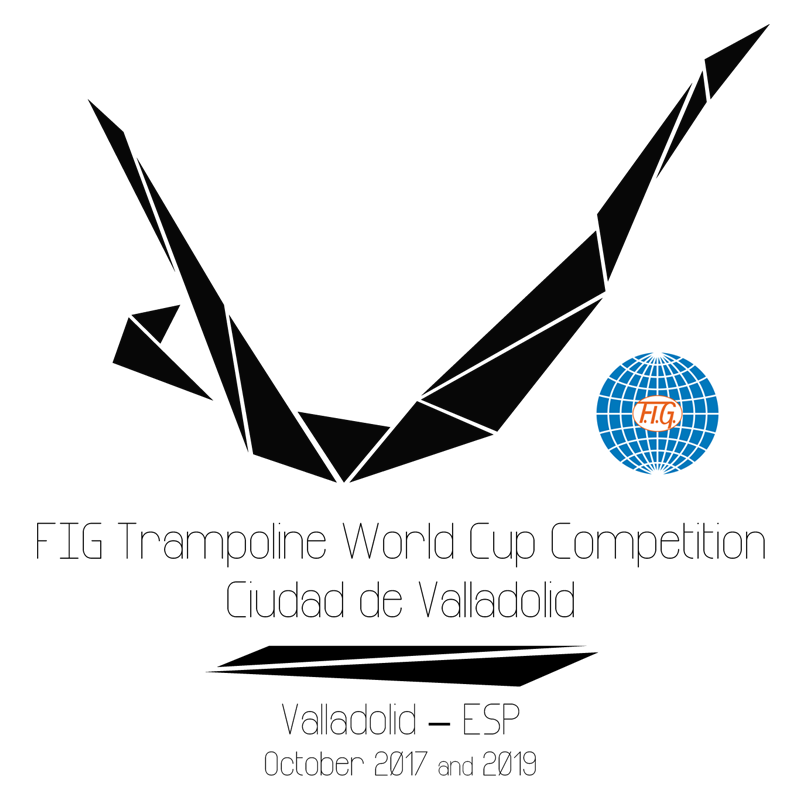 F.I.G.
FIG Trampoline World Cup Competition
Ciudad de Valladolid
Valladolid – ESP
October 2017 and 2019